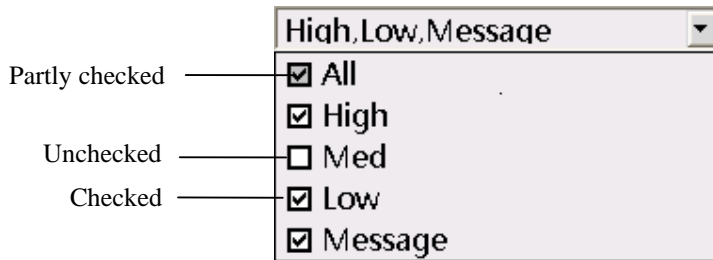 High,Low,Message
Partly checked All
High
Unchecked Med
Checked Low
Message